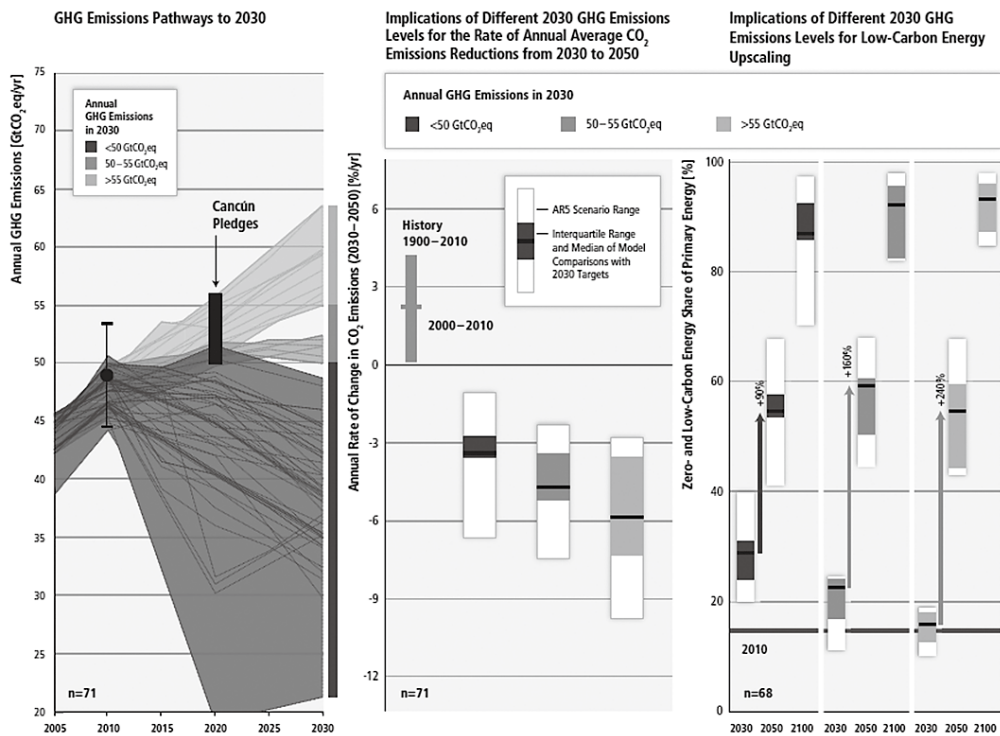 GHG Emissions Pathways to 2030
Annual GHG Emissions [GtCO2eq/yr]
75
70
65
60
55
50
45
40
35
30
25
20
Annual
GHG Emissions
in 2030
<50 GtCO2eq
50–55 GtCO2eq
>55 GtCO2eq
Cancún
Pledges
n=71
2005 2010 2015 2020 2025 2030
Implications of Different 2030 GHG Emissions
Levels for the Rate of Annual Average CO2
Emissions Reductions from 2030 to 2050
Implications of Different 2030 GHG
Emissions Levels for Low-Carbon Energy
Upscaling
Annual GHG Emissions in 2030
<50 GtCO2eq 50–55 GtCO2eq >55 GtCO2eq
Annual Rate of Change in CO2 Emissions (2030–2050) [%/yr]
6
3
0
-3
-6
-9
-12
History
1900–2010
2000–2010
AR5 Scenario Range
Interquartile Range
and Median of Model
Comparisons with
2030 Targets
n=71
Zero- and Low-Carbon Energy Share of Primary Energy [%]
100
80
60
40
20
0
+90%
+160%
+240%
2010
n=68
2030 2050 2100 2030 2050 2100 2030 2050 2100